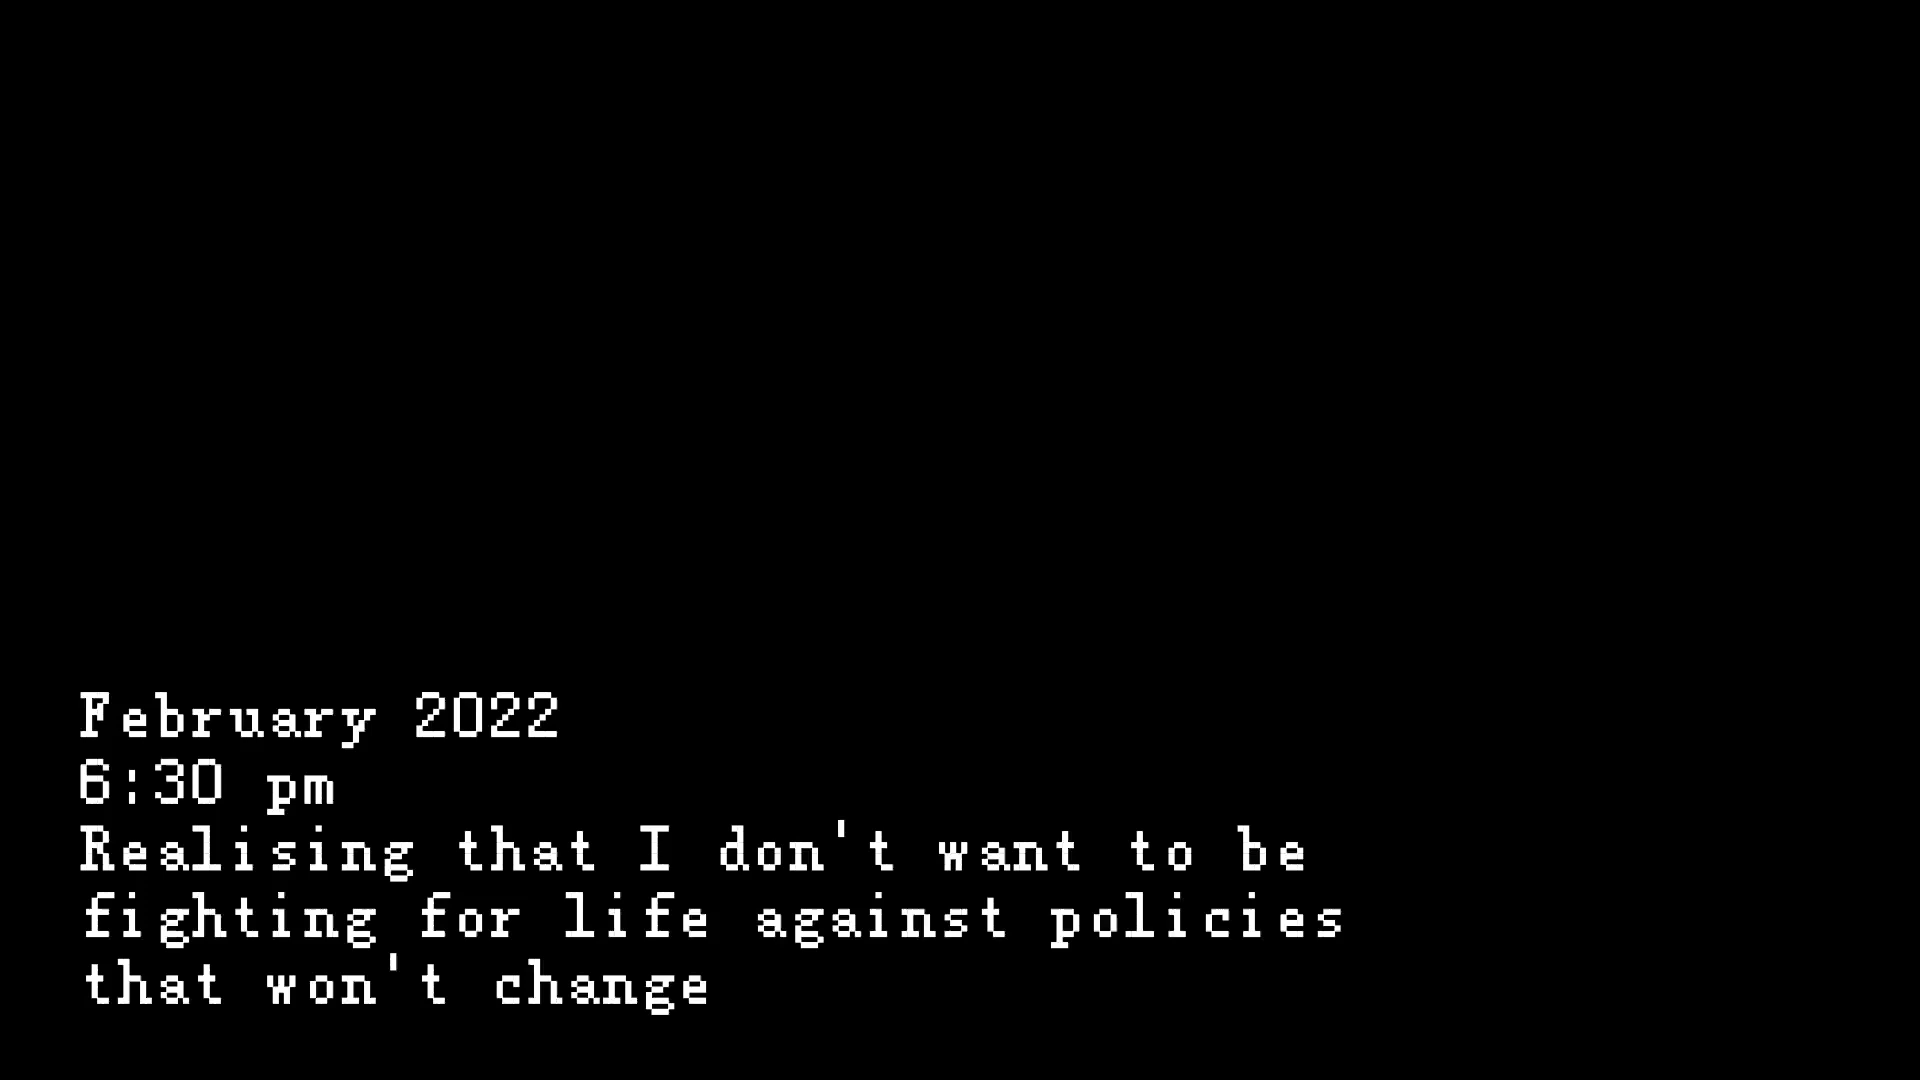 February 2022
6:30 pm
Realising that I don't want to be
fighting for life against policies
that won't change